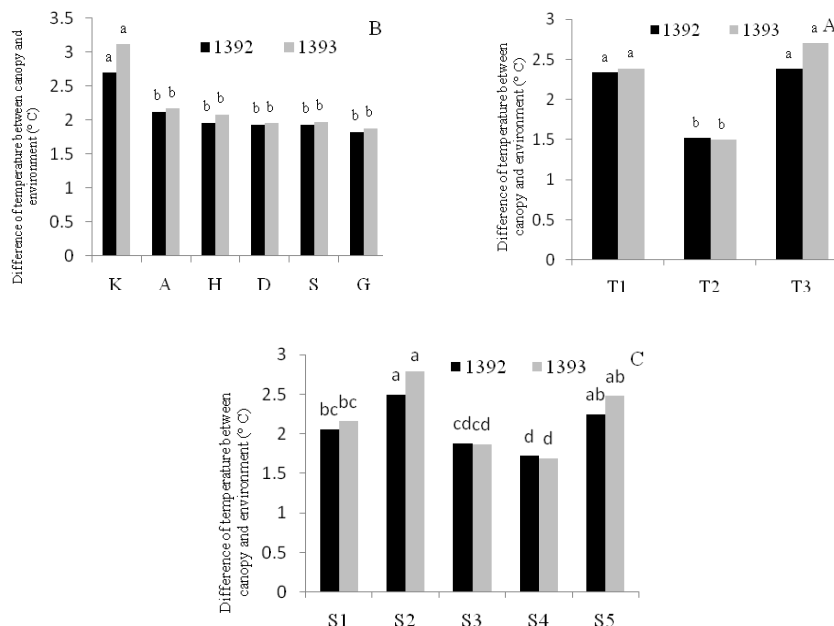 B
1392 1393
Difference of temperature between canopy and
environment (° C)
3.5
3
2.5
2
1.5
1
0.5
0
a a
b b
b b
b b
b b
b b
K A H D S G
A
1392 1393
Difference of temperature between
canopy and environment (° C)
3
2.5
2
1.5
1
0.5
0
a a
b b
a a
T1 T2 T3
C
1392 1393
Difference of temperature between
canopy and environment (° C)
3
2.5
2
1.5
1
0.5
0
bc bc
a a
cd cd
d d
ab ab
S1 S2 S3 S4 S5